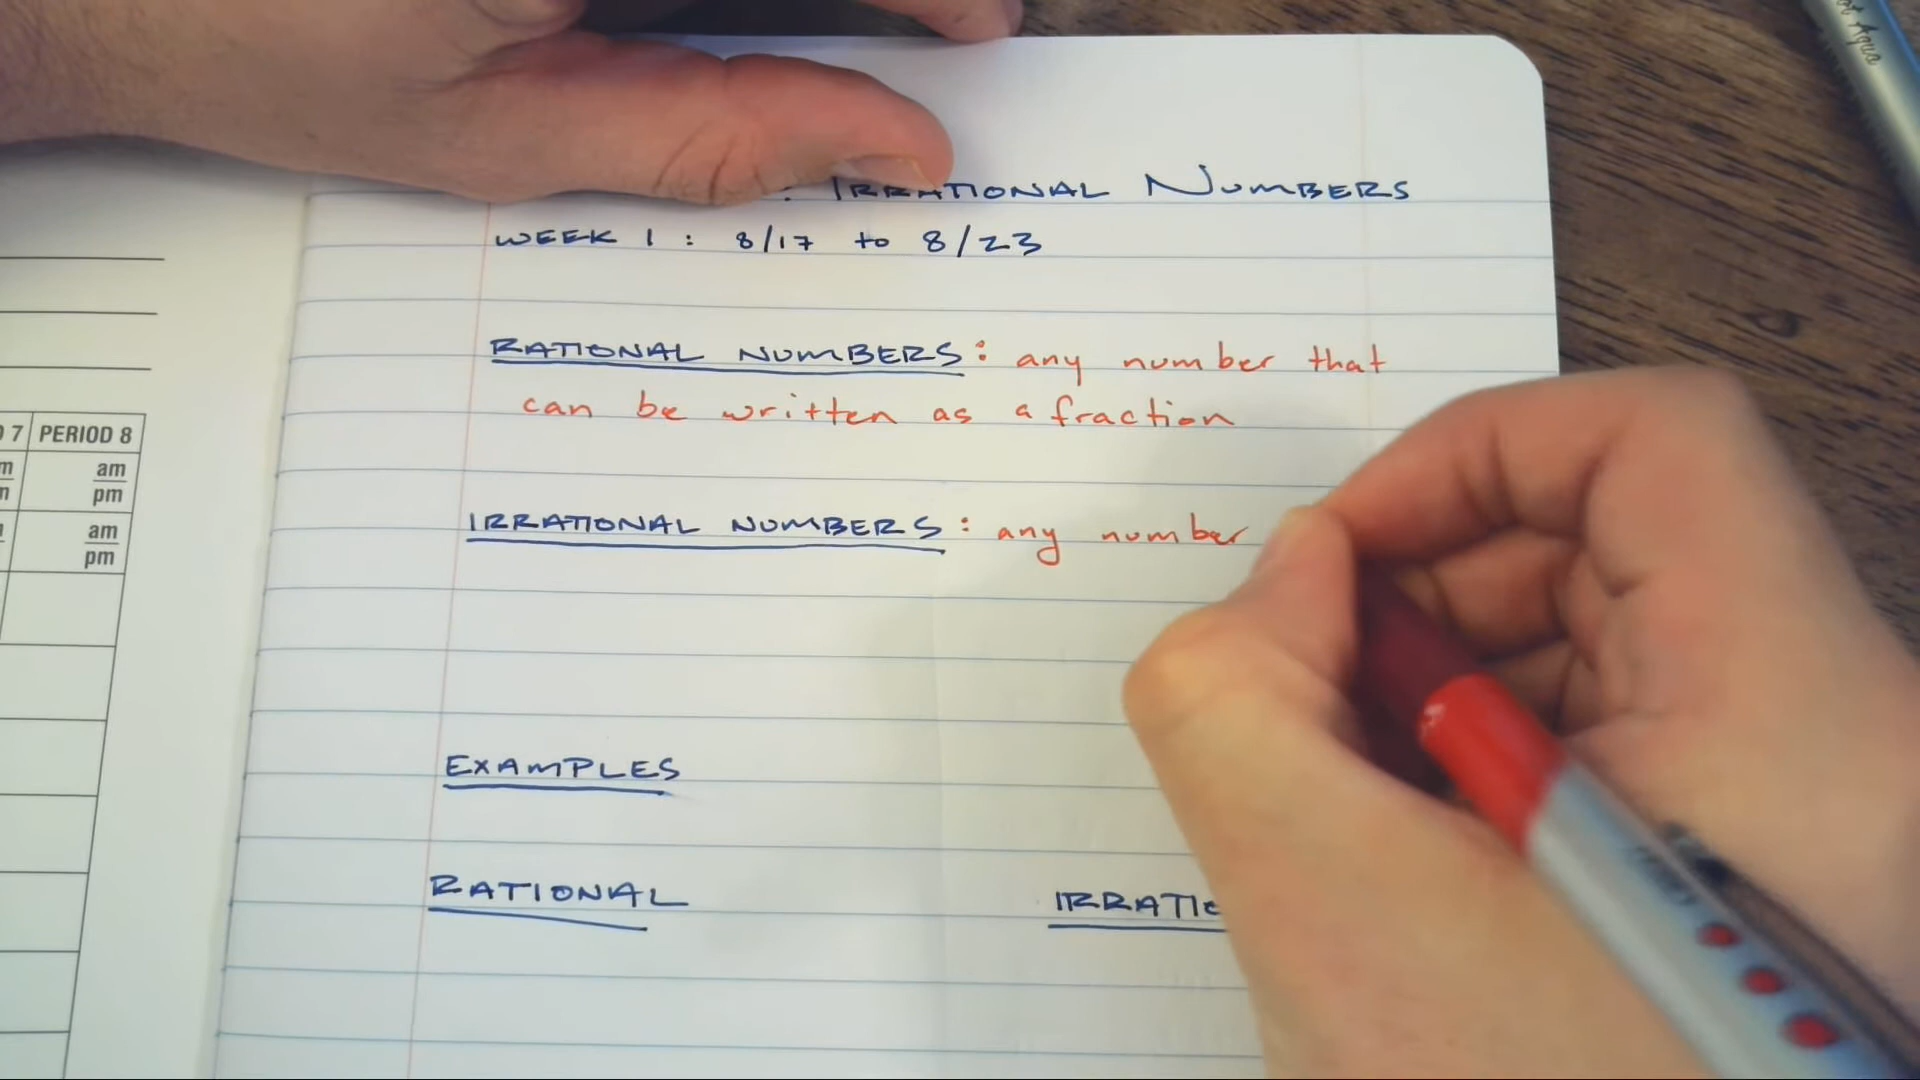 : Irrational Numbers
WEEK 1 : 8/17 to 8/23
RATIONAL NUMBERS: any number that
can be written as a fraction
IRRATIONAL NUMBERS: any number
EXAMPLES
RATIONAL
7 PERIOD 8
am
pm
am
pm